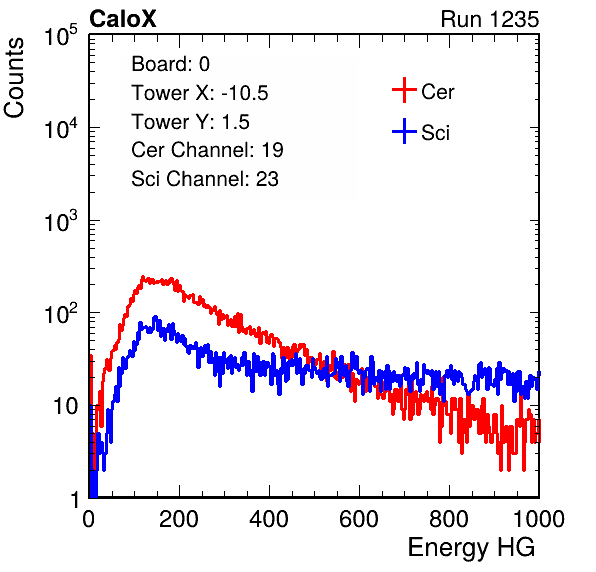 CaloX
Run 1235
Counts
10^5
10^4
10^3
10^2
10
1
Board: 0
Tower X: -10.5
Tower Y: 1.5
Cer Channel: 19
Sci Channel: 23
Cer
Sci
0 200 400 600 800 1000
Energy HG